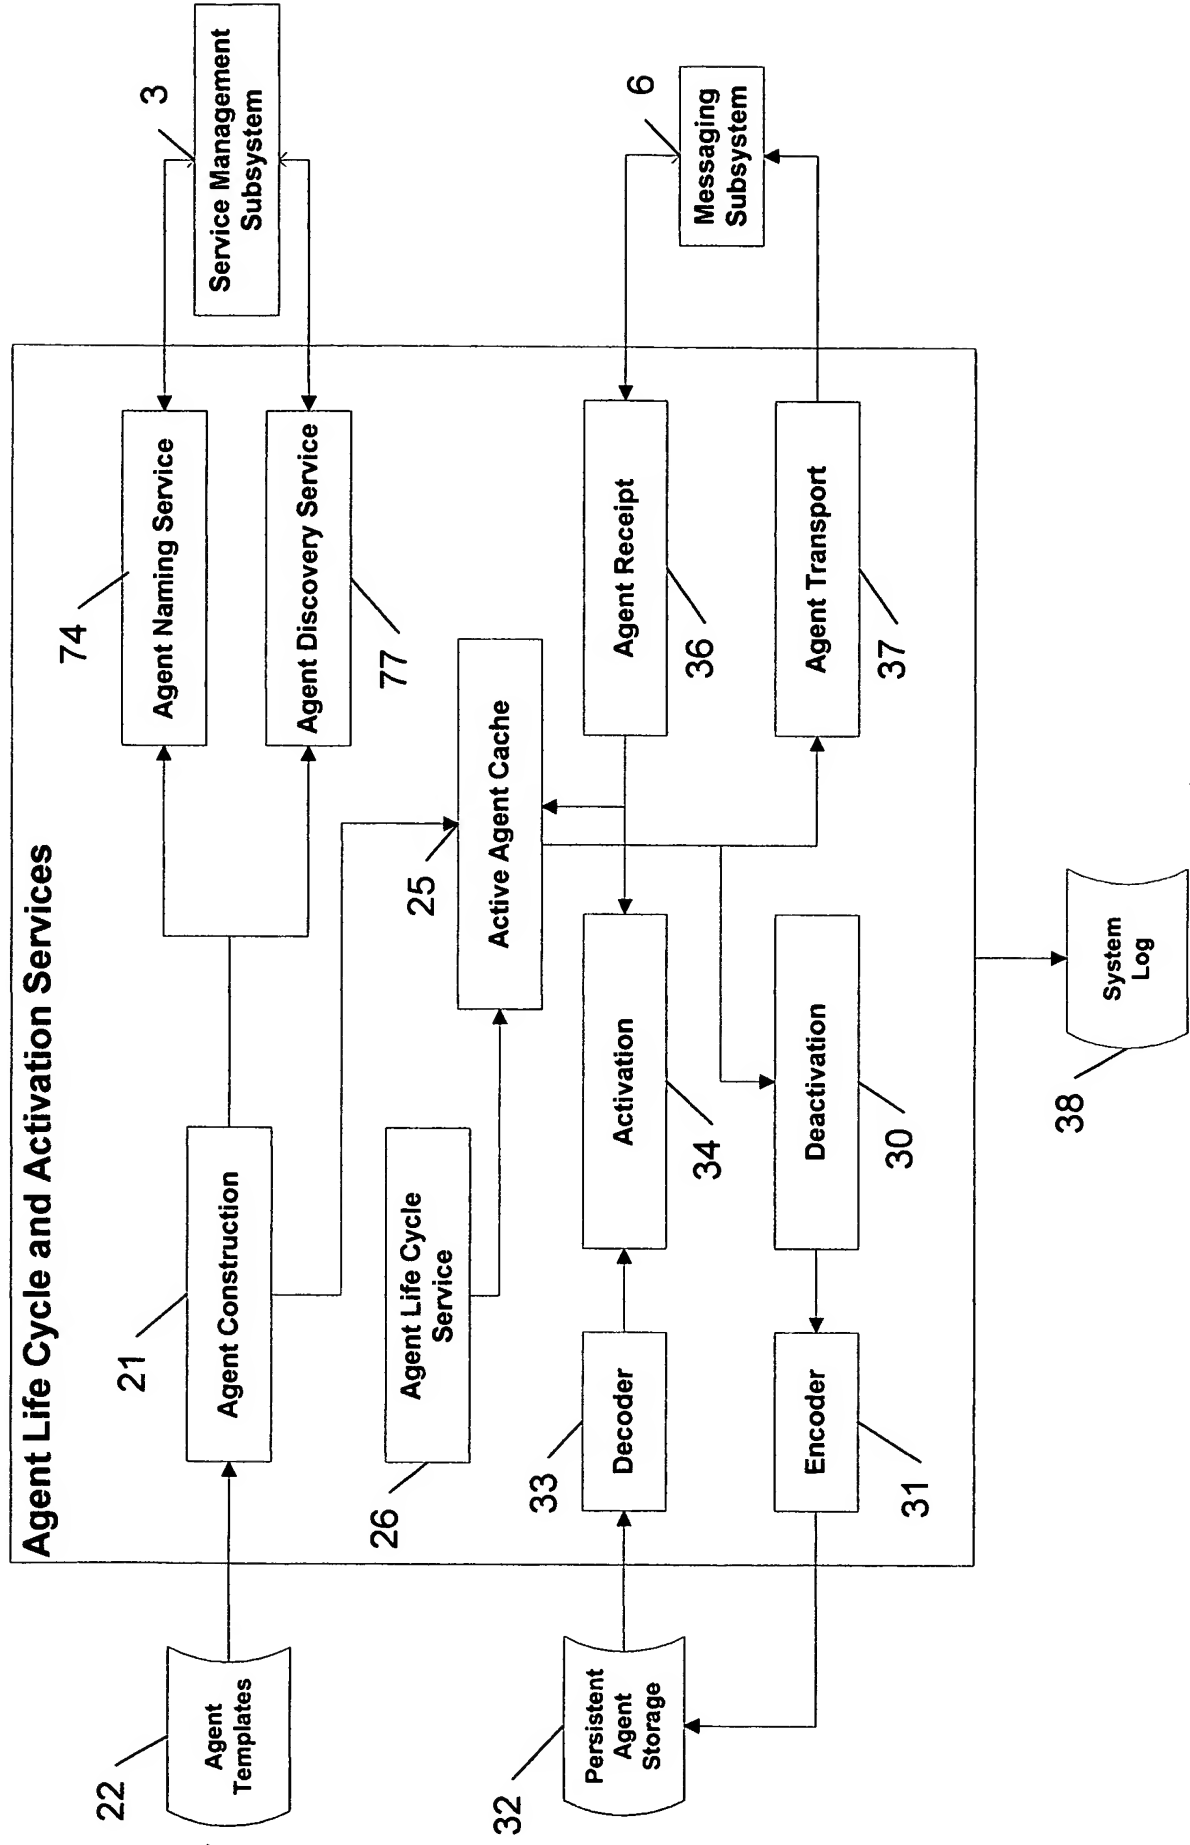 Agent Life Cycle and Activation Services
22
Agent
Templates
21
Agent Construction
74
Agent Naming Service
77
Agent Discovery Service
3
Service Management
Subsystem
26
Agent Life Cycle
Service
25
Active Agent Cache
32
Persistent
Agent
Storage
33
Decoder
34
Activation
36
Agent Receipt
6
Messaging
Subsystem
31
Encoder
30
Deactivation
37
Agent Transport
38
System
Log